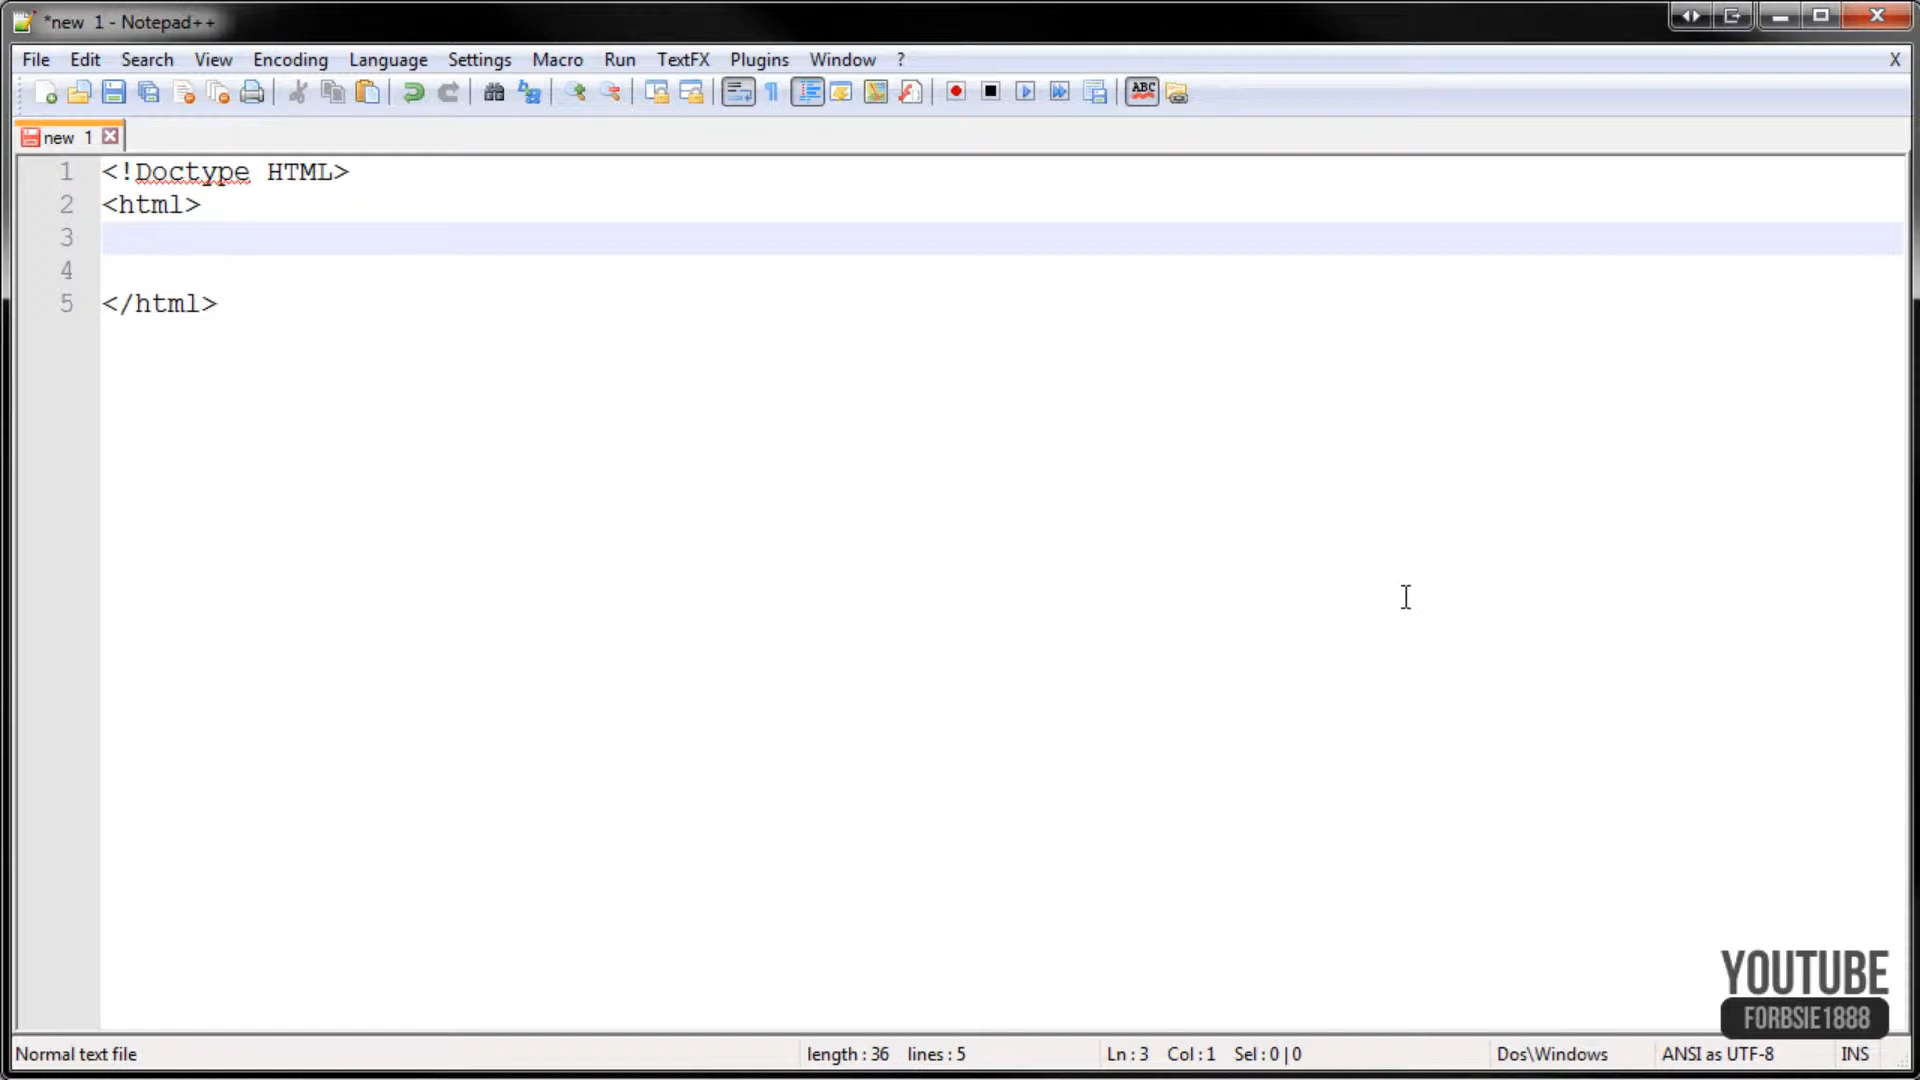 *new  1 - Notepad++
File Edit Search View Encoding Language Settings Macro Run TextFX Plugins Window ? X
ABC
new  1
1 <!Doctype HTML>
2 <html>
3
4
5 </html>
YOUTUBE
FORBSIE1888
Normal text file length : 36 lines : 5 Ln : 3 Col : 1 Sel : 0 | 0 Dos\Windows ANSI as UTF-8 INS